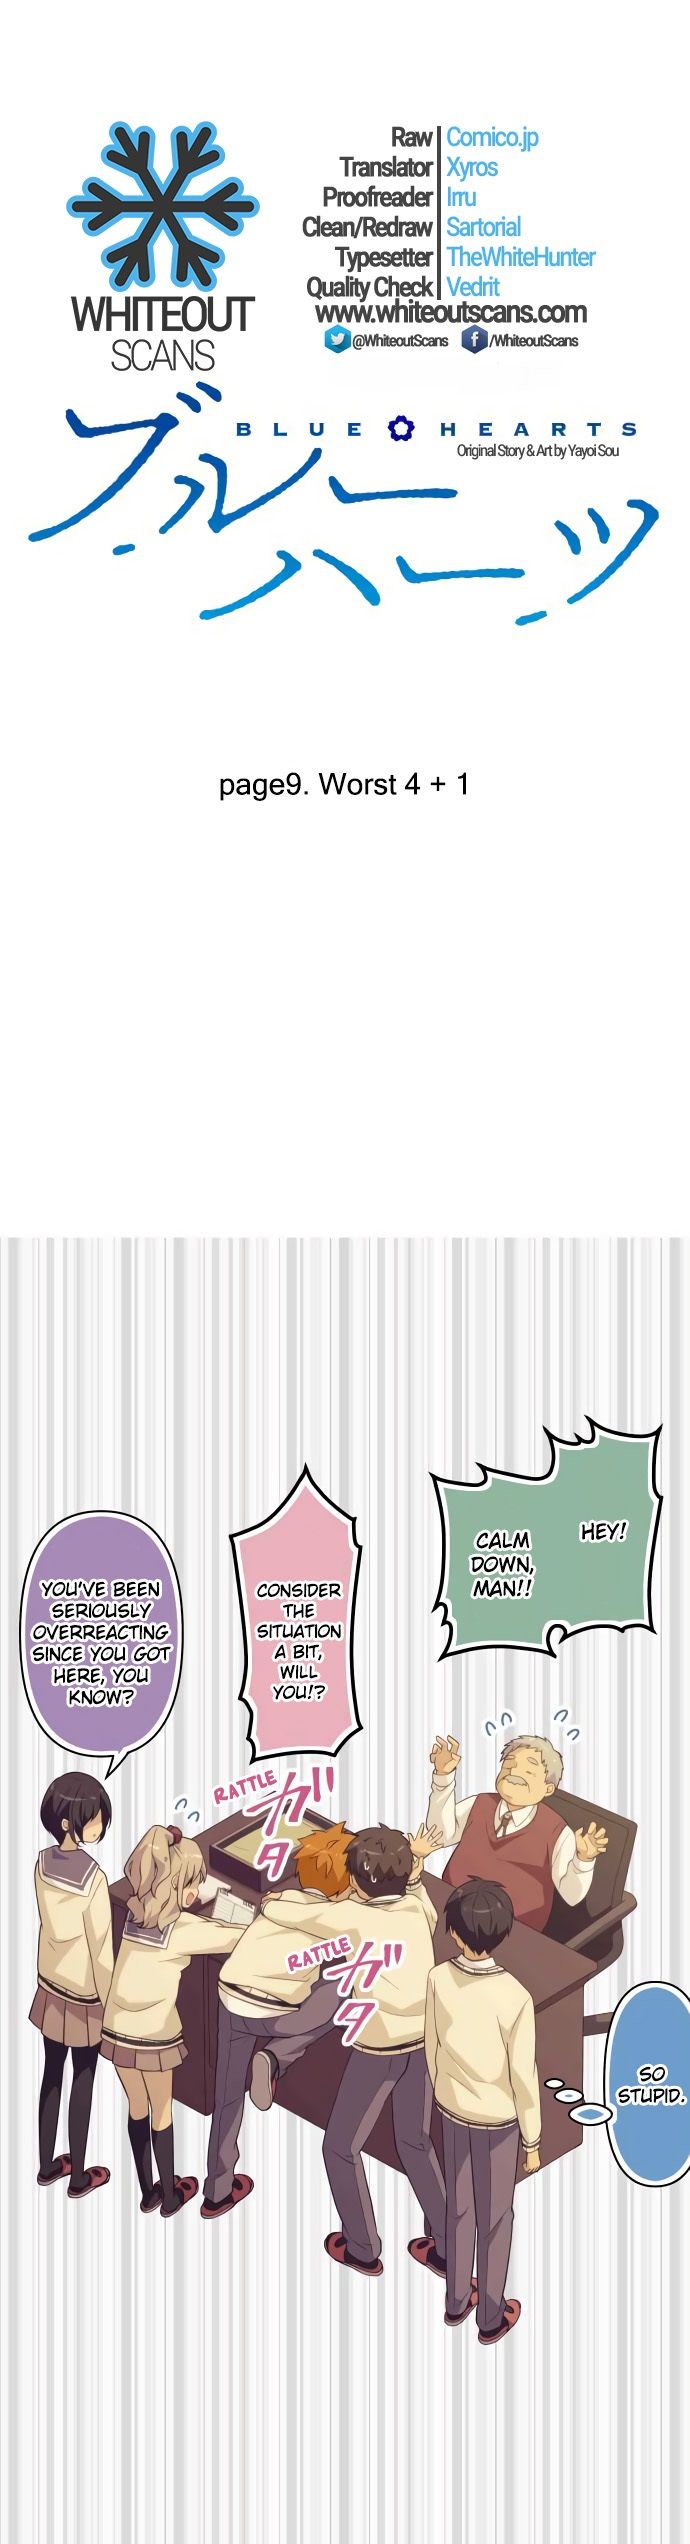 Raw Comico.jp
Translator Xyros
Proofreader Irru
Clean/Redraw Sartorial
Typesetter TheWhiteHunter
Quality Check Vedrit
WHITEOUT
SCANS
www.whiteoutscans.com
@WhiteoutScans /WhiteoutScans
BLUE HEARTS
Original Story & Art by Yayoi Sou
ブルー
ハーツ
page9. Worst 4 + 1
HEY!
CALM
DOWN,
MAN!!
CONSIDER
THE
SITUATION
A BIT,
WILL
YOU!?
YOU'VE BEEN
SERIOUSLY
OVERREACTING
SINCE YOU GOT
HERE, YOU
KNOW?
RATTLE
ガタ
RATTLE
ガタ
SO
STUPID.